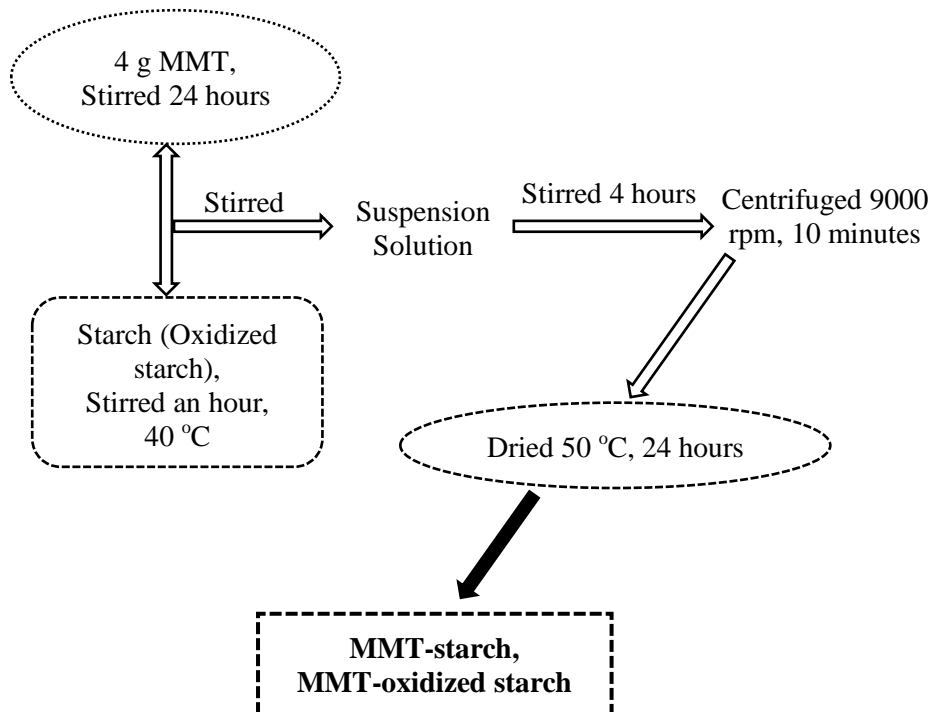 4 g MMT,
Stirred 24 hours
Stirred
Suspension
Solution
Stirred 4 hours
Centrifuged 9000
rpm, 10 minutes
Starch (Oxidized
starch),
Stirred an hour,
40 °C
Dried 50 °C, 24 hours
MMT-starch,
MMT-oxidized starch